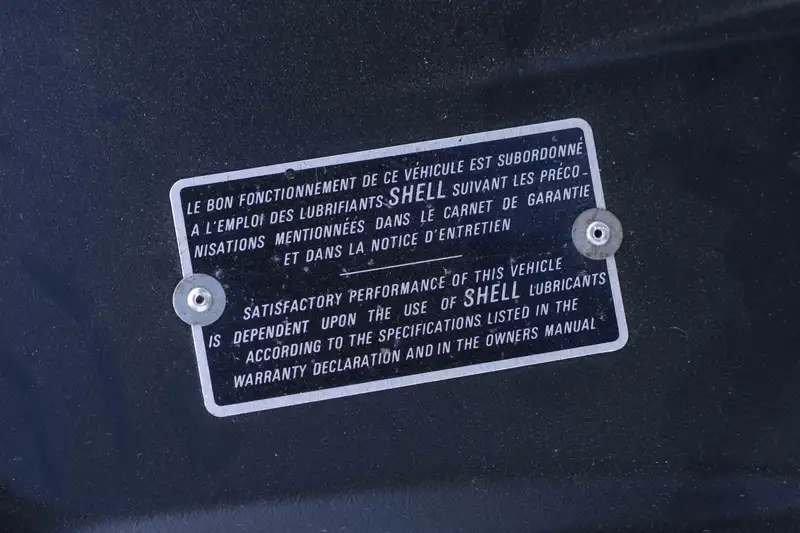 LE BON FONCTIONNEMENT DE CE VÉHICULE EST SUBORDONNÉ
A L'EMPLOI DES LUBRIFIANTS SHELL SUIVANT LES PRÉCO-
NISATIONS MENTIONNÉES DANS LE CARNET DE GARANTIE
ET DANS LA NOTICE D'ENTRETIEN
SATISFACTORY PERFORMANCE OF THIS VEHICLE
IS DEPENDENT UPON THE USE OF SHELL LUBRICANTS
ACCORDING TO THE SPECIFICATIONS LISTED IN THE
WARRANTY DECLARATION AND IN THE OWNERS MANUAL